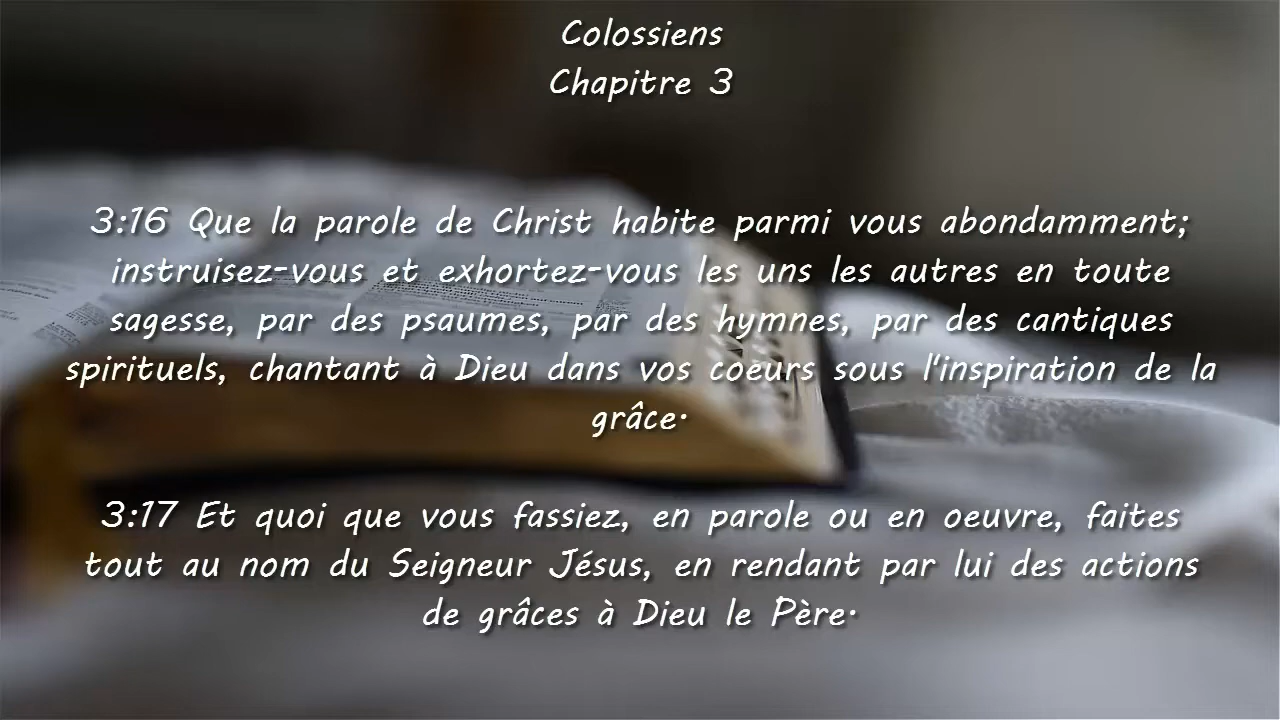 Colossiens
Chapitre 3
3:16 Que la parole de Christ habite parmi vous abondamment;
instruisez-vous et exhortez-vous les uns les autres en toute
sagesse, par des psaumes, par des hymnes, par des cantiques
spirituels, chantant à Dieu dans vos coeurs sous l'inspiration de la
grâce.
3:17 Et quoi que vous fassiez, en parole ou en oeuvre, faites
tout au nom du Seigneur Jésus, en rendant par lui des actions
de grâces à Dieu le Père.